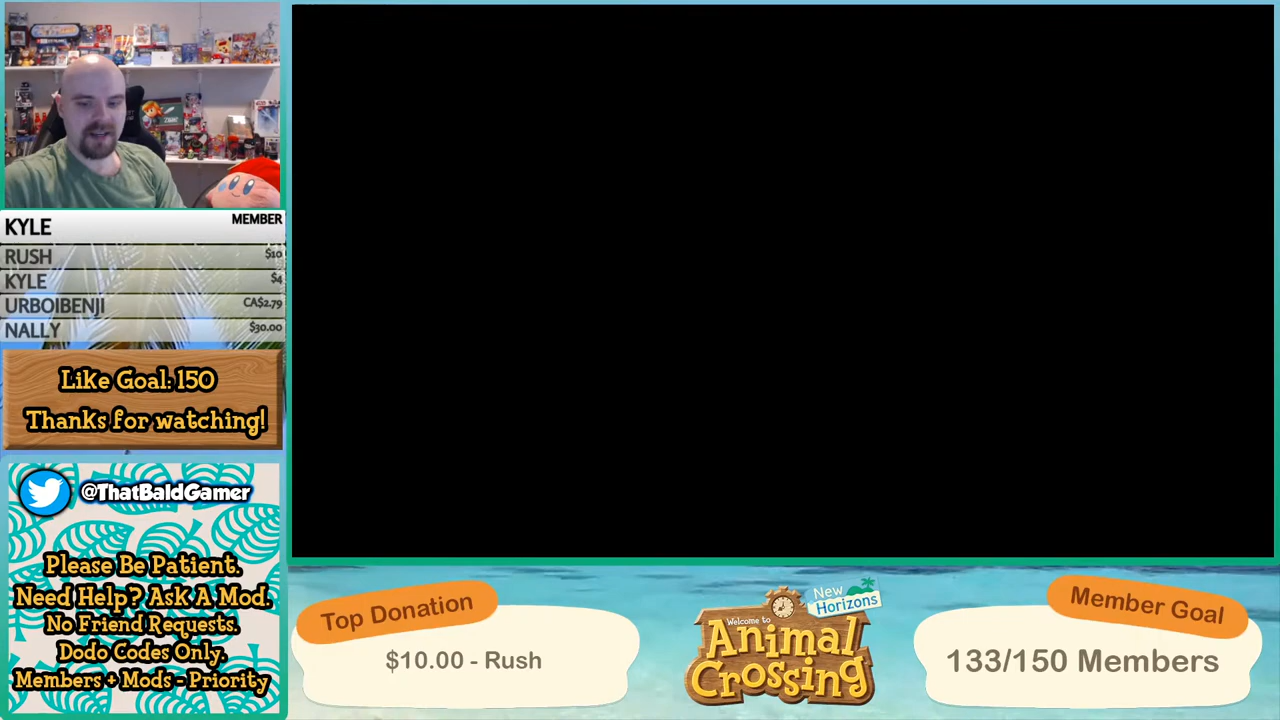 KYLE MEMBER
RUSH $10
KYLE $4
URBOIBENJI CA$2.79
NALLY $30.00
Like Goal: 150
Thanks for watching!
@ThatBaldGamer
Please Be Patient.
Need Help? Ask A Mod.
No Friend Requests.
Dodo Codes Only.
Members + Mods - Priority
Top Donation
$10.00 - Rush
Welcome to
Animal
Crossing
New
Horizons
Member Goal
133/150 Members